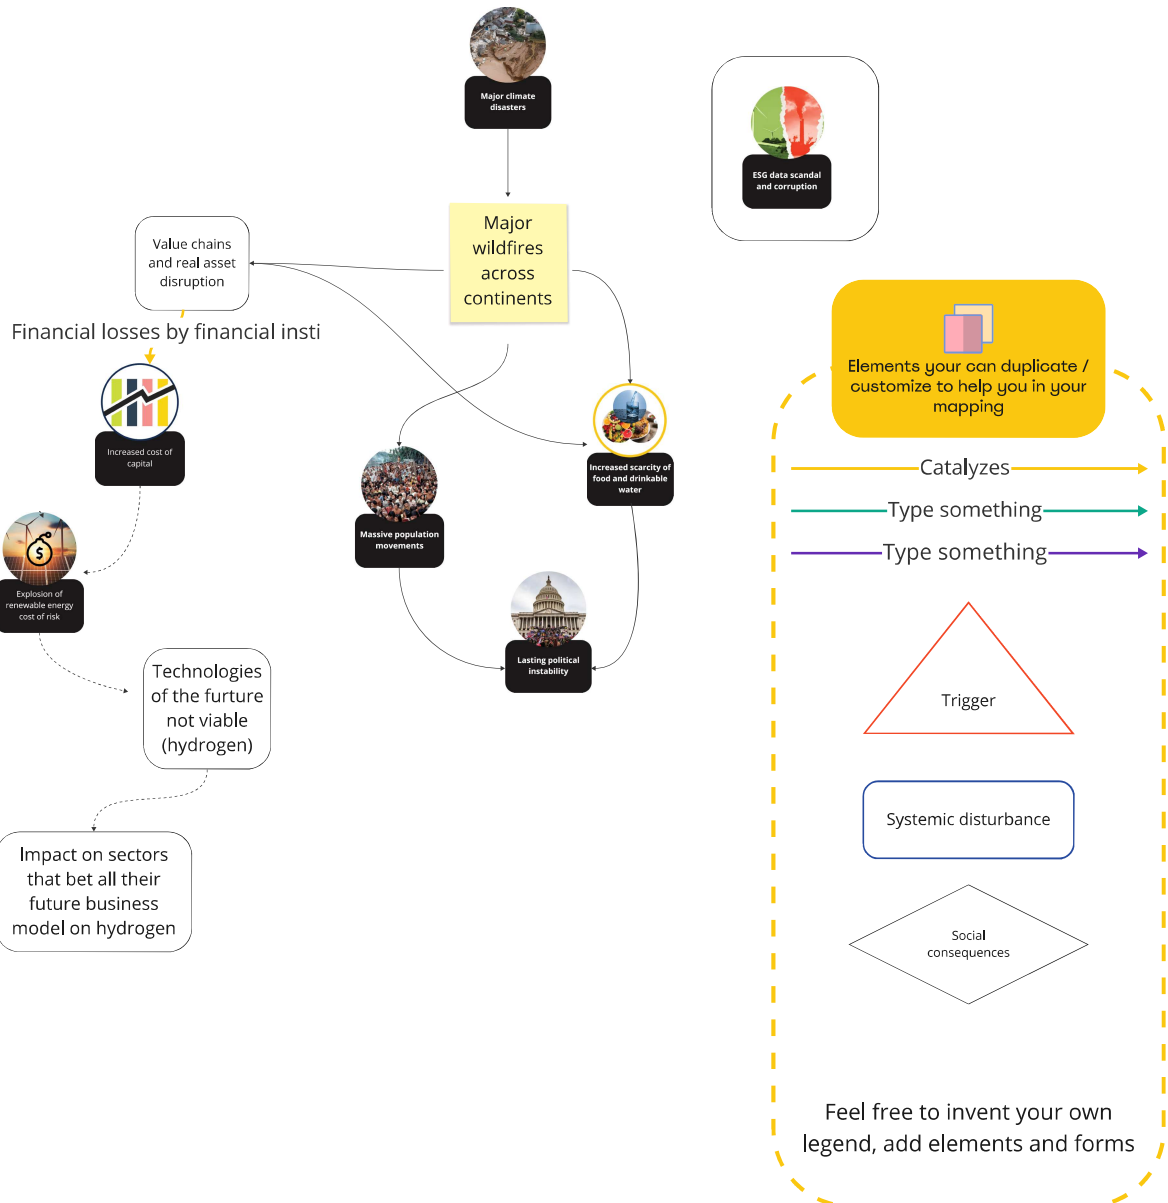 Major climate
disasters
ESG data scandal
and corruption
Major
wildfires
across
continents
Value chains
and real asset
disruption
Financial losses by financial insti
Increased cost of
capital
Increased scarcity of
food and drinkable
water
Massive population
movements
Explosion of
renewable energy
cost of risk
Lasting political
instability
Technologies
of the furture
not viable
(hydrogen)
Impact on sectors
that bet all their
future business
model on hydrogen
Elements your can duplicate /
customize to help you in your
mapping
Catalyzes
Type something
Type something
Trigger
Systemic disturbance
Social
consequences
Feel free to invent your own
legend, add elements and forms